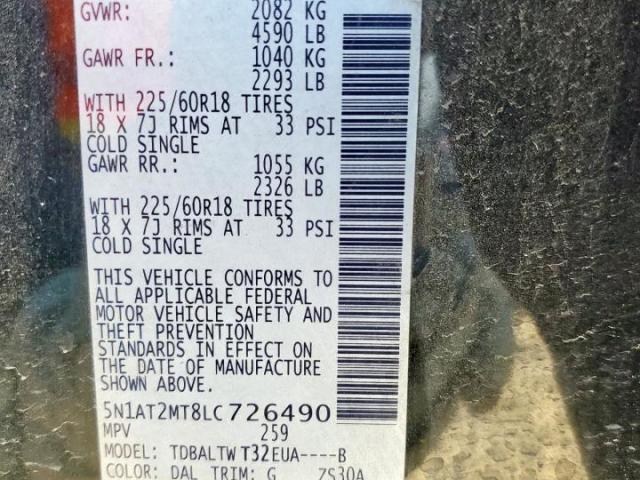 GVWR: 2082 KG
4590 LB
GAWR FR.: 1040 KG
2293 LB
WITH 225/60R18 TIRES
18 X 7J RIMS AT 33 PSI
COLD SINGLE
GAWR RR.: 1055 KG
2326 LB
WITH 225/60R18 TIRES
18 X 7J RIMS AT 33 PSI
COLD SINGLE
THIS VEHICLE CONFORMS TO
ALL APPLICABLE FEDERAL
MOTOR VEHICLE SAFETY AND
THEFT PREVENTION
STANDARDS IN EFFECT ON
THE DATE OF MANUFACTURE
SHOWN ABOVE.
5N1AT2MT8LC726490
MPV 259
MODEL: TDBALTW T32EUA----B
COLOR: DAL TRIM: G ZS30A